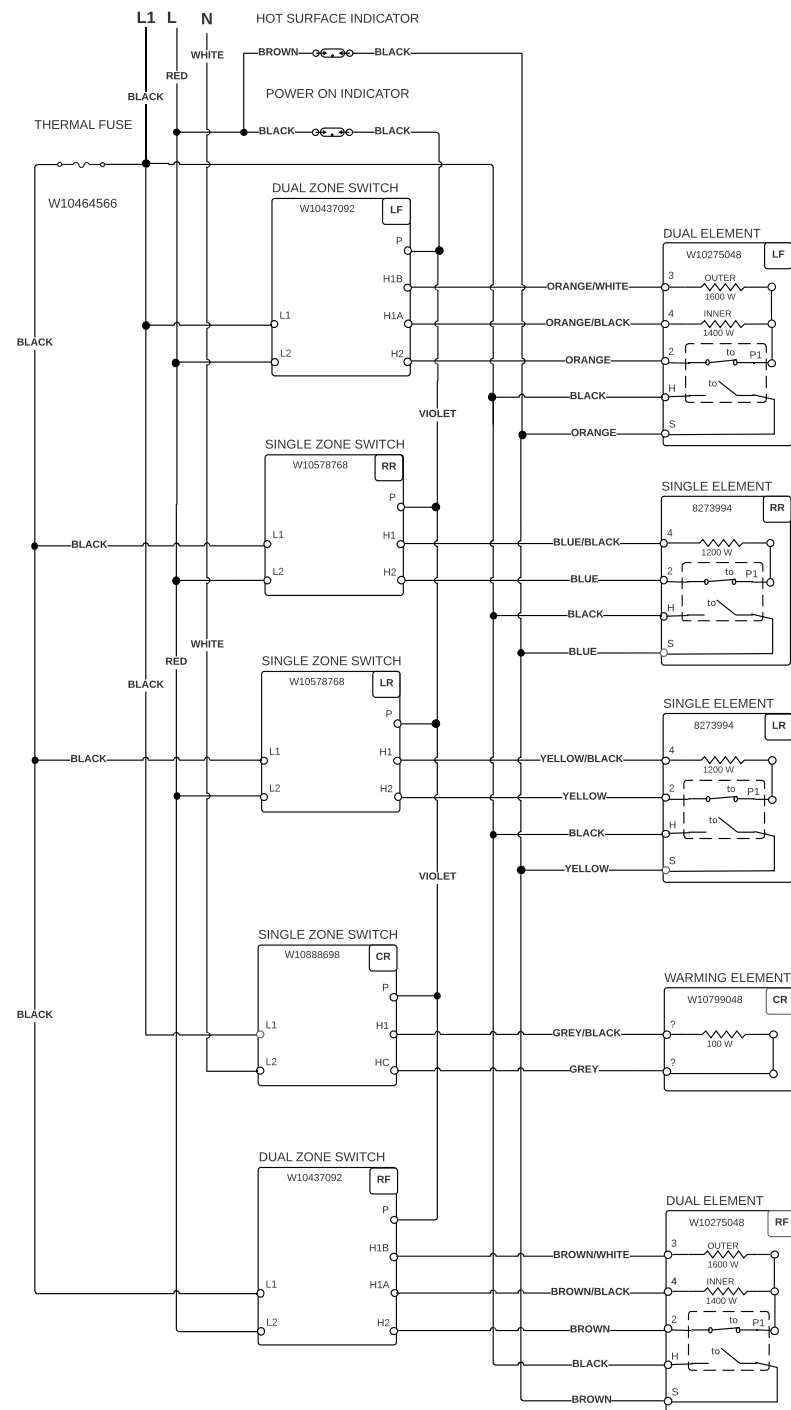 L1 L N
HOT SURFACE INDICATOR
WHITE
BROWN
BLACK
RED
BLACK
POWER ON INDICATOR
THERMAL FUSE
BLACK
BLACK
W10464566
DUAL ZONE SWITCH
W10437092
LF
P
H1B
L1
H1A
L2
H2
DUAL ELEMENT
W10275048
LF
3
OUTER
1600 W
ORANGE/WHITE
4
INNER
1400 W
ORANGE/BLACK
2
to
P1
ORANGE
H
to
BLACK
S
ORANGE
BLACK
VIOLET
SINGLE ZONE SWITCH
W10578768
RR
P
L1
H1
L2
H2
BLACK
SINGLE ELEMENT
8273994
RR
4
1200 W
BLUE/BLACK
2
to
P1
BLUE
H
to
BLACK
S
BLUE
WHITE
RED
BLACK
SINGLE ZONE SWITCH
W10578768
LR
P
L1
H1
L2
H2
BLACK
SINGLE ELEMENT
8273994
LR
4
1200 W
YELLOW/BLACK
2
to
P1
YELLOW
H
to
BLACK
S
YELLOW
VIOLET
SINGLE ZONE SWITCH
W10888698
CR
P
L1
H1
L2
HC
BLACK
WARMING ELEMENT
W10799048
CR
?
100 W
GREY/BLACK
?
GREY
DUAL ZONE SWITCH
W10437092
RF
P
H1B
L1
H1A
L2
H2
DUAL ELEMENT
W10275048
RF
3
OUTER
1600 W
BROWN/WHITE
4
INNER
1400 W
BROWN/BLACK
2
to
P1
BROWN
H
to
BLACK
S
BROWN